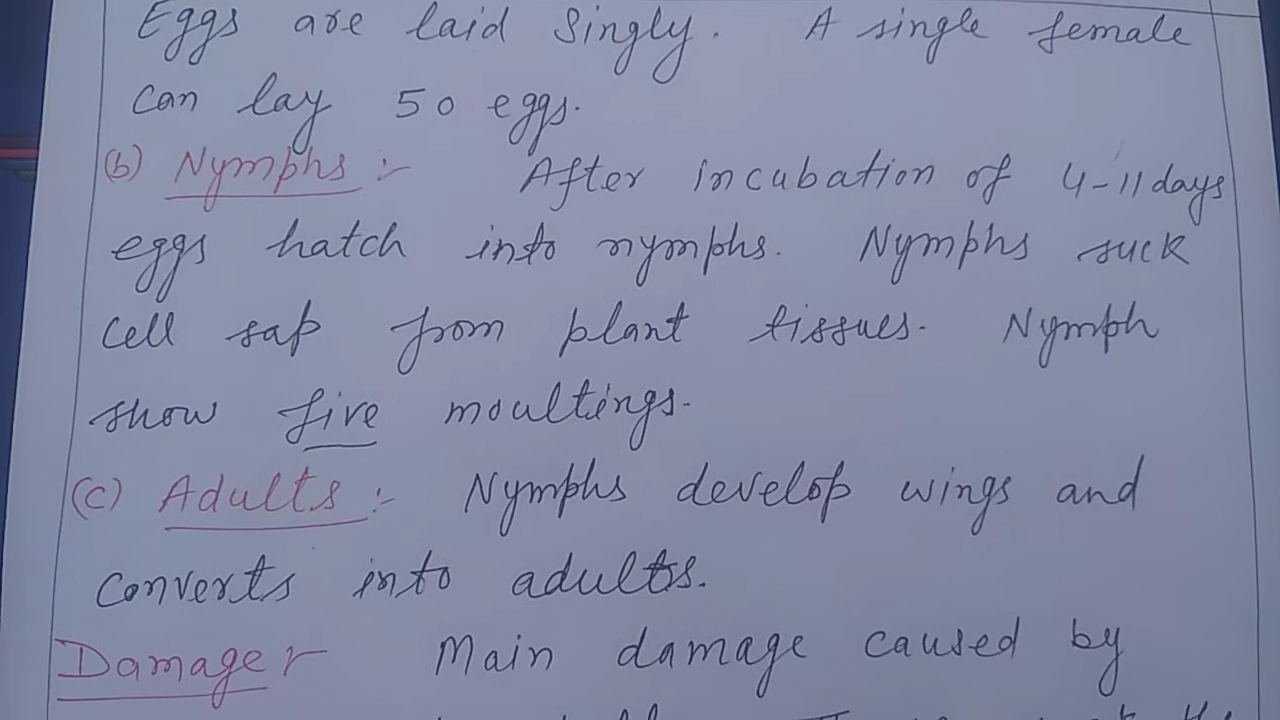 Eggs are laid Singly. A single female
can lay 50 eggs.
(b) Nymphs :- After incubation of 4-11 days
eggs hatch into nymphs. Nymphs suck
cell sap from plant tissues. Nymph
show five moultings.
(c) Adults :- Nymphs develop wings and
converts into adults.
Damage :- Main damage caused by